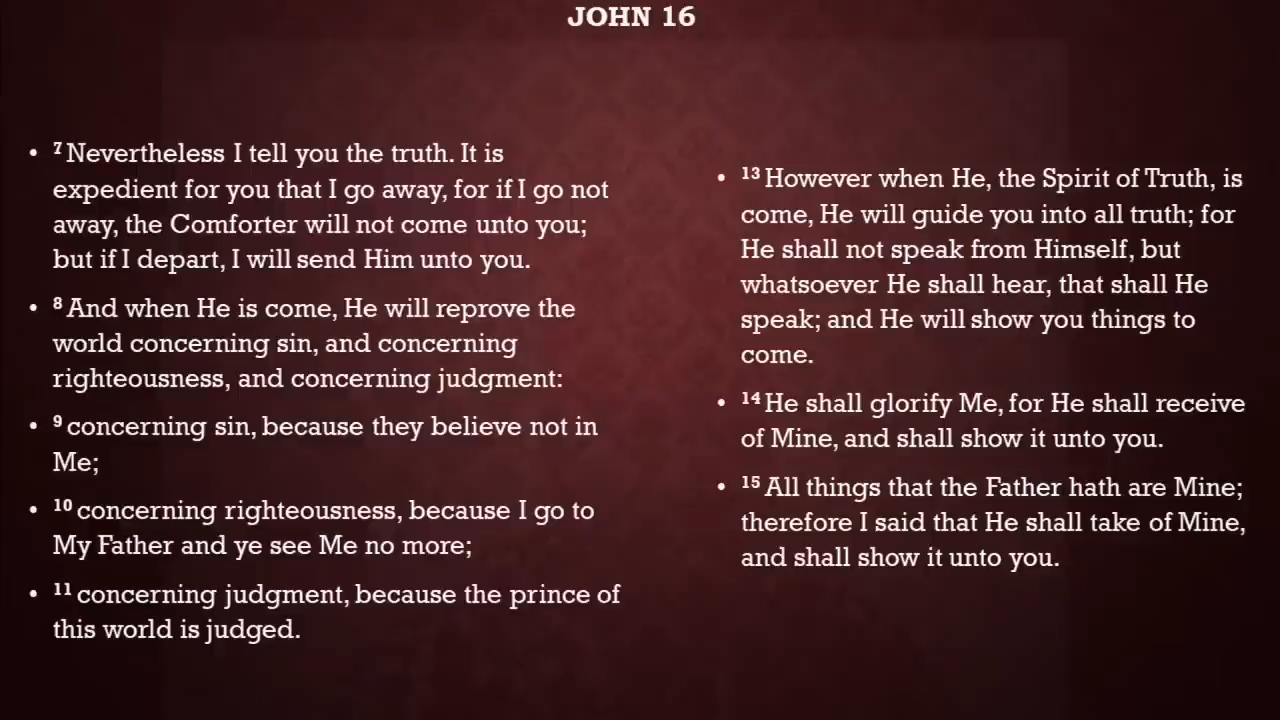 JOHN 16
• 7 Nevertheless I tell you the truth. It is
expedient for you that I go away, for if I go not
away, the Comforter will not come unto you;
but if I depart, I will send Him unto you.
• 8 And when He is come, He will reprove the
world concerning sin, and concerning
righteousness, and concerning judgment:
• 9 concerning sin, because they believe not in
Me;
• 10 concerning righteousness, because I go to
My Father and ye see Me no more;
• 11 concerning judgment, because the prince of
this world is judged.
• 13 However when He, the Spirit of Truth, is
come, He will guide you into all truth; for
He shall not speak from Himself, but
whatsoever He shall hear, that shall He
speak; and He will show you things to
come.
• 14 He shall glorify Me, for He shall receive
of Mine, and shall show it unto you.
• 15 All things that the Father hath are Mine;
therefore I said that He shall take of Mine,
and shall show it unto you.